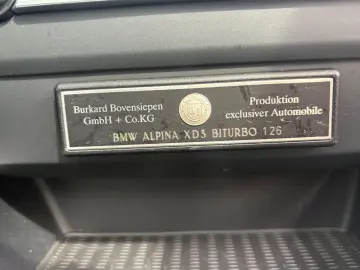 Burkard Bovensiepen
GmbH + Co.KG
Produktion
exclusiver Automobile
BMW ALPINA XD3 BITURBO 126